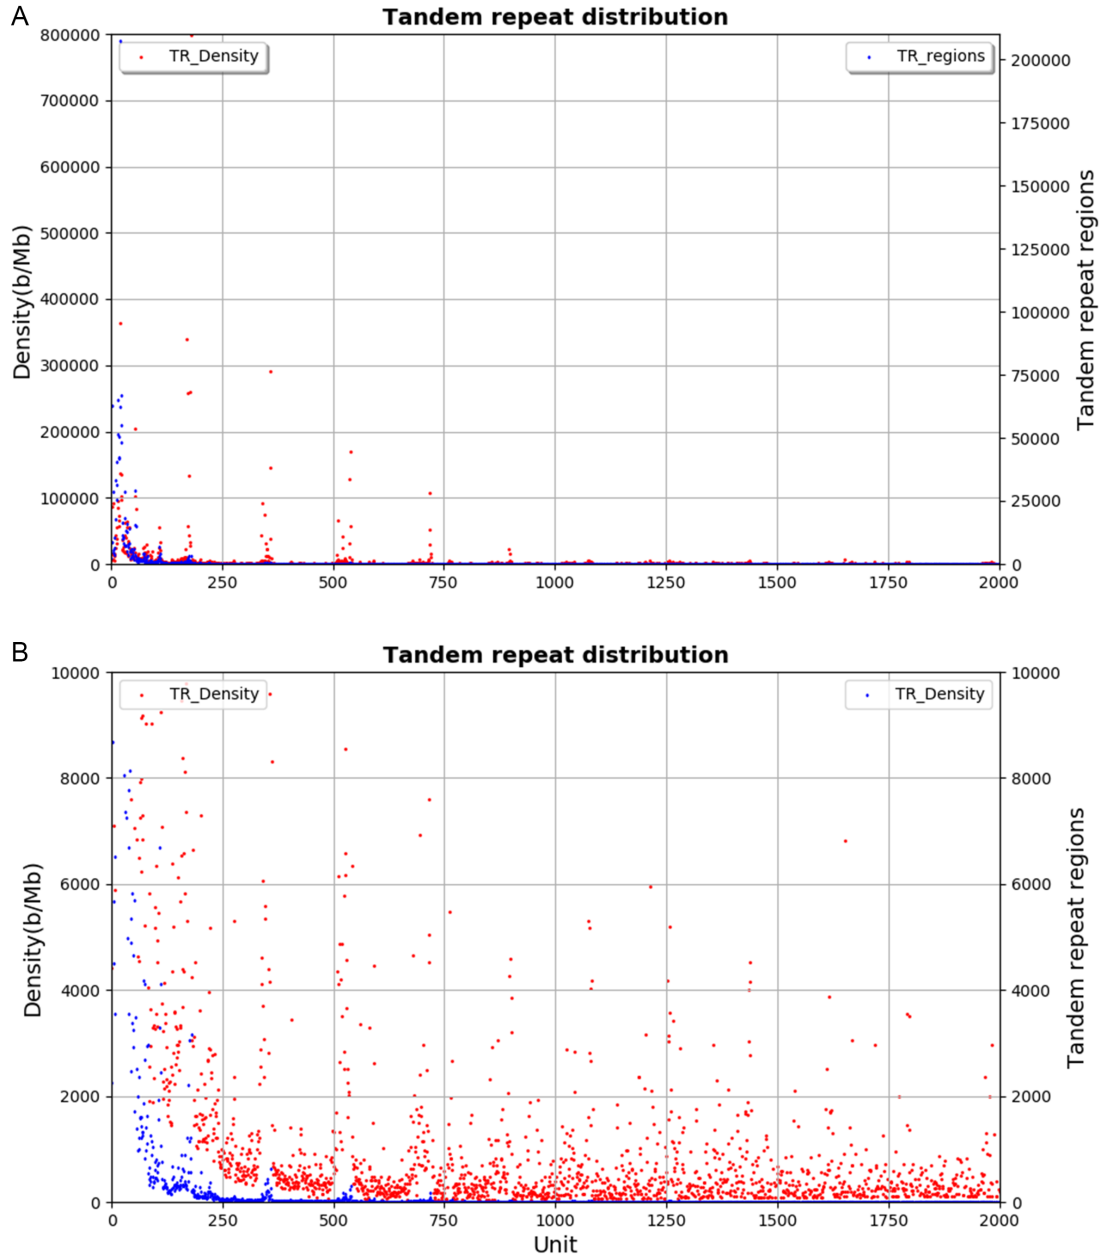 A
Tandem repeat distribution
TR_Density
TR_regions
800000
700000
600000
500000
400000
300000
200000
100000
0
Density(b/Mb)
200000
175000
150000
125000
100000
75000
50000
25000
0
Tandem repeat regions
0 250 500 750 1000 1250 1500 1750 2000
B
Tandem repeat distribution
TR_Density
TR_Density
10000
8000
6000
4000
2000
0
Density(b/Mb)
10000
8000
6000
4000
2000
0
Tandem repeat regions
0 250 500 750 1000 1250 1500 1750 2000
Unit